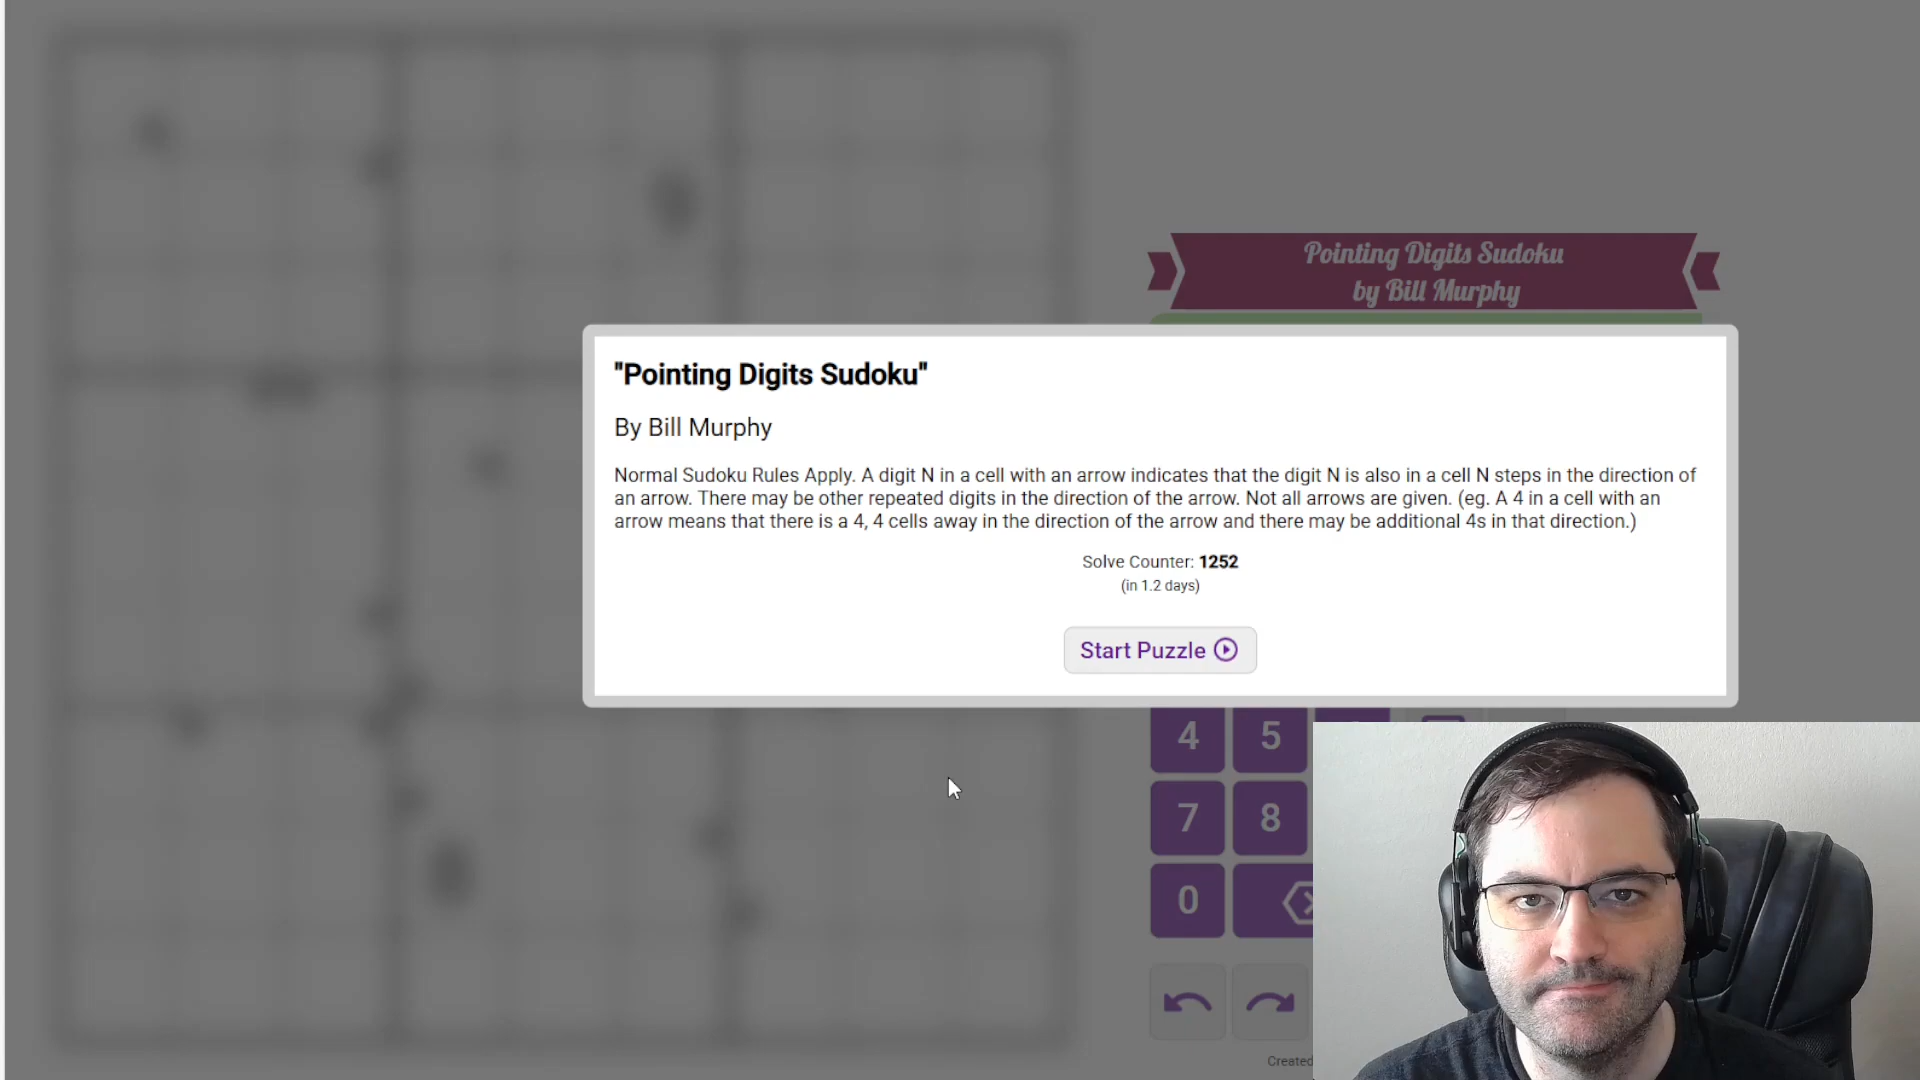 Pointing Digits Sudoku
by Bill Murphy
"Pointing Digits Sudoku"
By Bill Murphy
Normal Sudoku Rules Apply. A digit N in a cell with an arrow indicates that the digit N is also in a cell N steps in the direction of
an arrow. There may be other repeated digits in the direction of the arrow. Not all arrows are given. (eg. A 4 in a cell with an
arrow means that there is a 4, 4 cells away in the direction of the arrow and there may be additional 4s in that direction.)
Solve Counter: 1252
(in 1.2 days)
Start Puzzle
4 5
7 8
0
Created